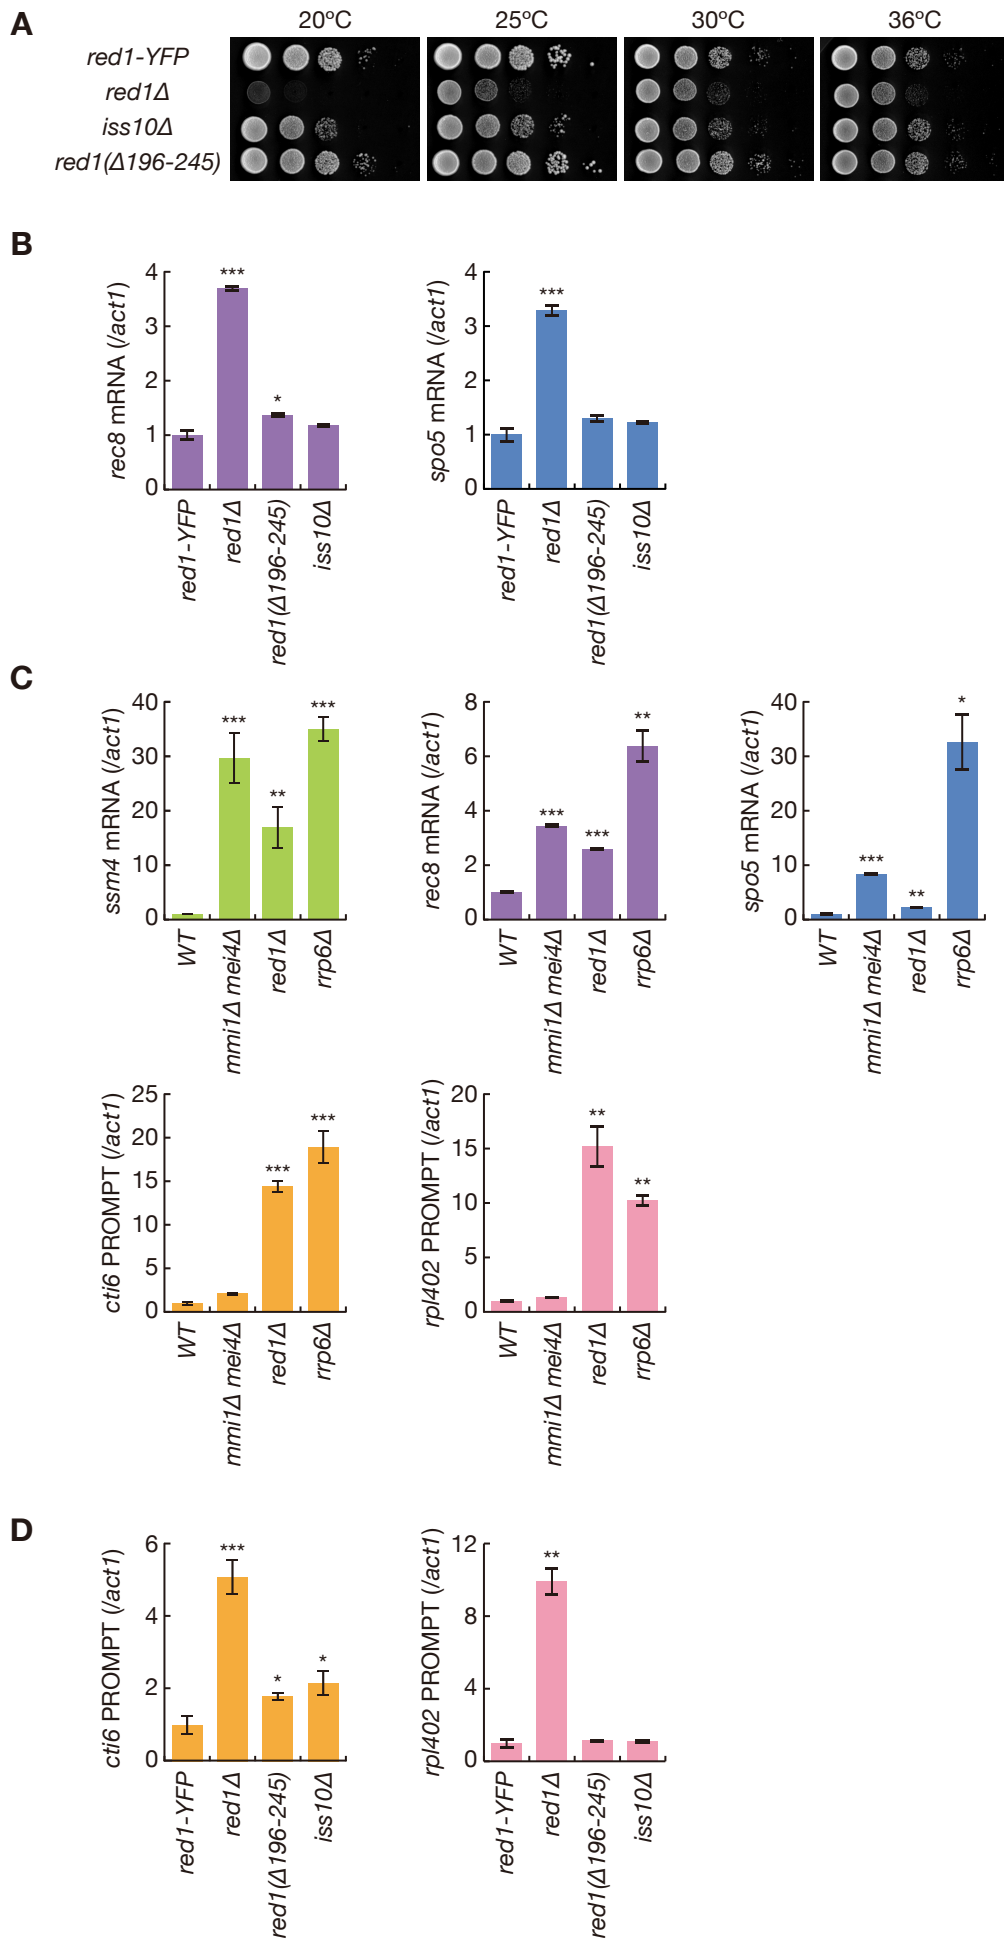 A
20ºC 25ºC 30ºC 36ºC
red1-YFP
red1Δ
iss10Δ
red1(Δ196-245)
B
rec8 mRNA (/act1)
4
3
2
1
0
***
*
red1-YFP
red1Δ
red1(Δ196-245)
iss10Δ
spo5 mRNA (/act1)
4
3
2
1
0
***
red1-YFP
red1Δ
red1(Δ196-245)
iss10Δ
C
ssm4 mRNA (/act1)
40
30
20
10
0
***
**
***
WT
mmi1Δ mei4Δ
red1Δ
rrp6Δ
rec8 mRNA (/act1)
8
6
4
2
0
***
***
**
WT
mmi1Δ mei4Δ
red1Δ
rrp6Δ
spo5 mRNA (/act1)
40
30
20
10
0
***
**
*
WT
mmi1Δ mei4Δ
red1Δ
rrp6Δ
cti6 PROMPT (/act1)
25
20
15
10
5
0
***
***
WT
mmi1Δ mei4Δ
red1Δ
rrp6Δ
rpl402 PROMPT (/act1)
20
15
10
5
0
**
**
WT
mmi1Δ mei4Δ
red1Δ
rrp6Δ
D
cti6 PROMPT (/act1)
6
4
2
0
***
*
*
red1-YFP
red1Δ
red1(Δ196-245)
iss10Δ
rpl402 PROMPT (/act1)
12
8
4
0
**
red1-YFP
red1Δ
red1(Δ196-245)
iss10Δ